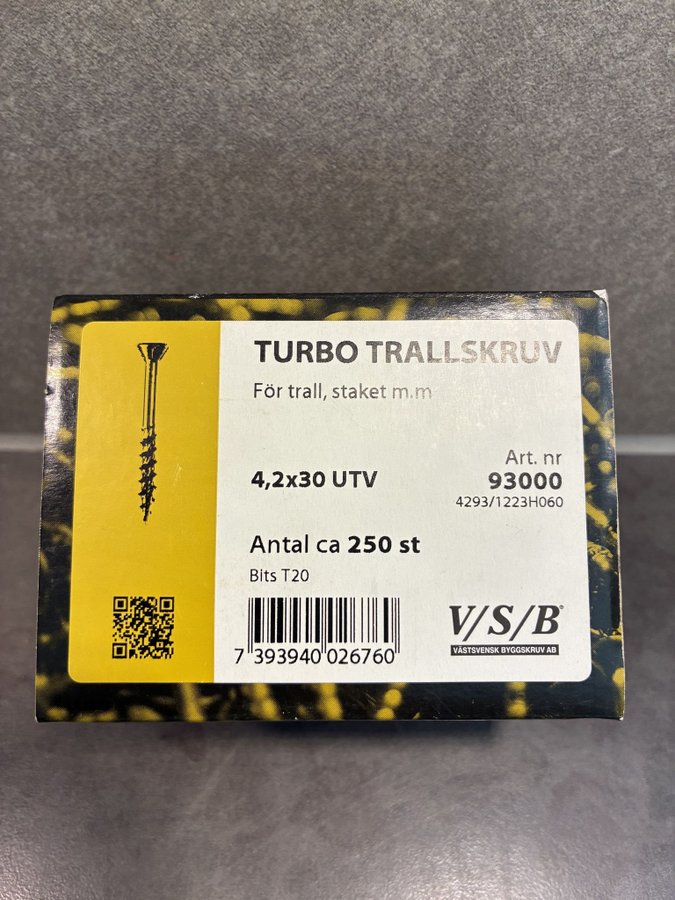 TURBO TRALLSKRUV
För trall, staket m.m
4,2x30 UTV
Art. nr
93000
4293/1223H060
Antal ca 250 st
Bits T20
7 393940 026760
V/S/B®
VÄSTSVENSK BYGGSKRUV AB